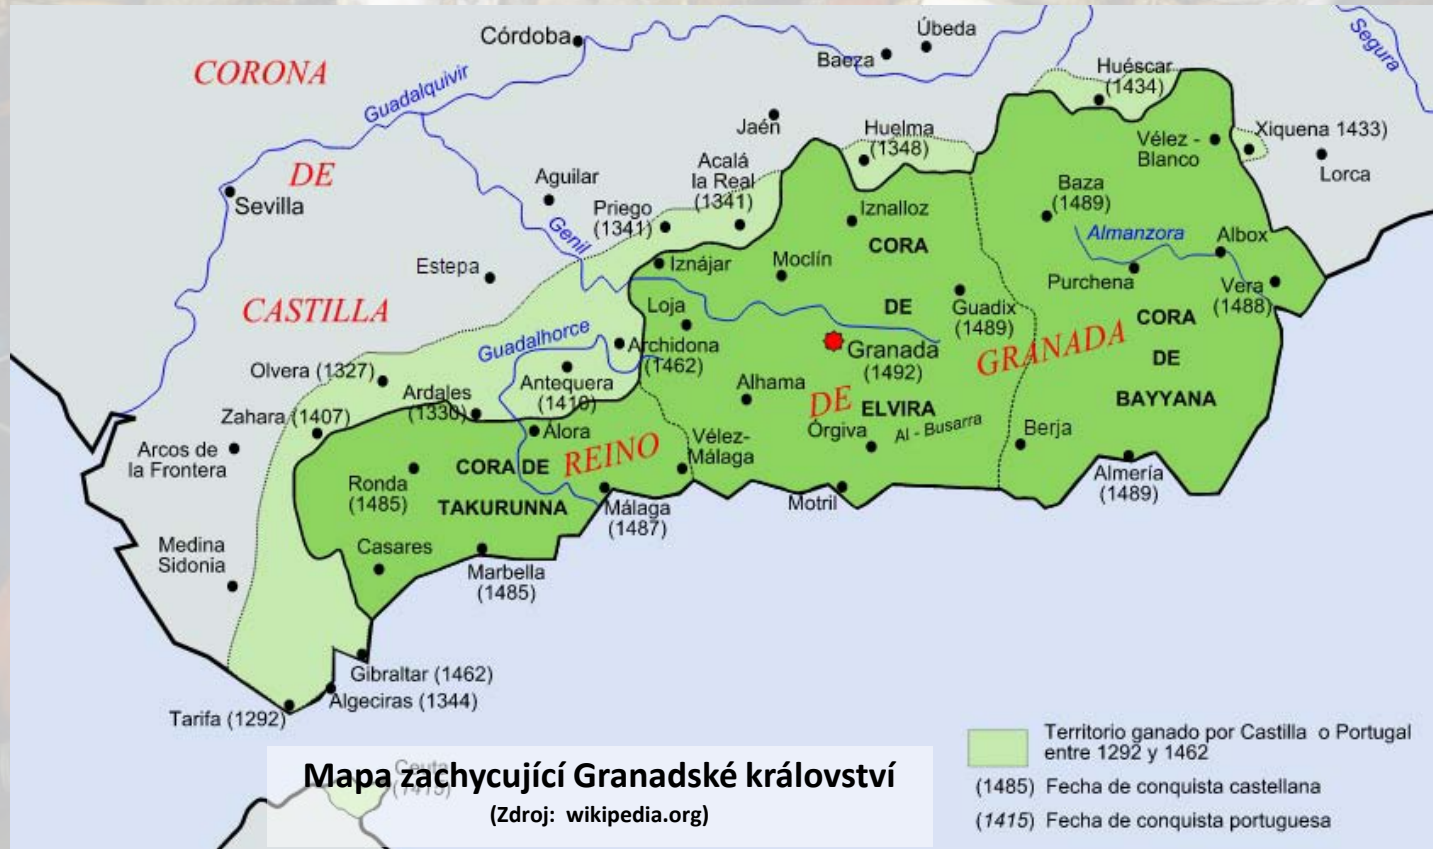 Córdoba
Úbeda
Baeza
Segura
CORONA
Guadalquivir
Huéscar
(1434)
Jaén
Huelma
(1348)
Vélez -
Blanco
Xiquena 1433)
Lorca
DE
Sevilla
Aguilar
Acalá
la Real
(1341)
Priego
(1341)
Genil
Iznalloz
Baza
(1489)
Almanzora
Albox
CORA
Estepa
Iznájar
Moclín
Purchena
Vera
(1488)
CASTILLA
Loja
DE
Guadix
(1489)
CORA
Guadalhorce
Archidona
(1462)
Granada
(1492)
GRANADA
DE
Olvera (1327)
Ardales
(1330)
Antequera
(1410)
Alhama
DE
ELVIRA
BAYYANA
Zahara (1407)
Álora
REINO
Órgiva
Al - Busarra
Berja
Arcos de
la Frontera
Vélez-
Málaga
Ronda
(1485)
CORA DE
TAKURUNNA
Málaga
(1487)
Motril
Almería
(1489)
Medina
Sidonia
Casares
Marbella
(1485)
Gibraltar (1462)
Algeciras (1344)
Tarifa (1292)
Ceuta
(1415)
Mapa zachycující Granadské království
(Zdroj: wikipedia.org)
Territorio ganado por Castilla o Portugal
entre 1292 y 1462
(1485) Fecha de conquista castellana
(1415) Fecha de conquista portuguesa